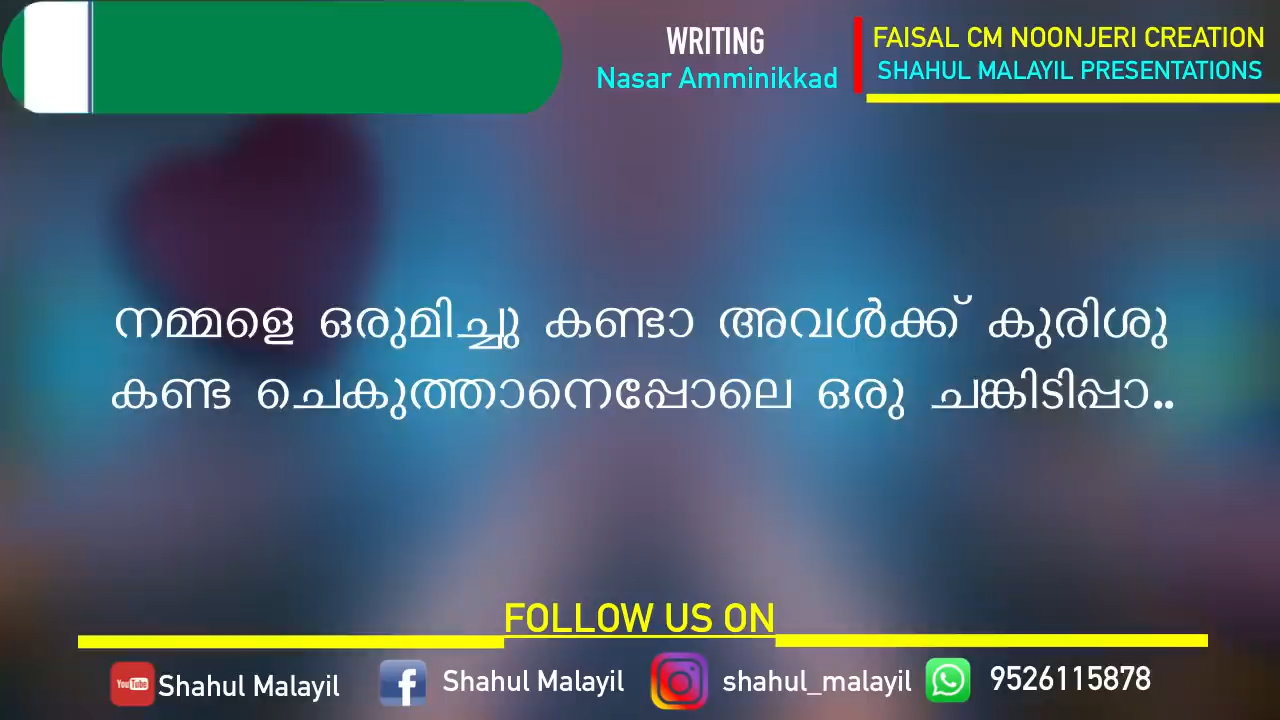 WRITING
Nasar Amminikkad
FAISAL CM NOONJERI CREATION
SHAHUL MALAYIL PRESENTATIONS
നമ്മളെ ഒരുമിച്ചു കണ്ടാ അവൾക്ക് കുരിശു
കണ്ട ചെകുത്താനെപ്പോലെ ഒരു ചങ്കിടിപ്പാ..
FOLLOW US ON
YouTube Shahul Malayil
Shahul Malayil
shahul_malayil
9526115878